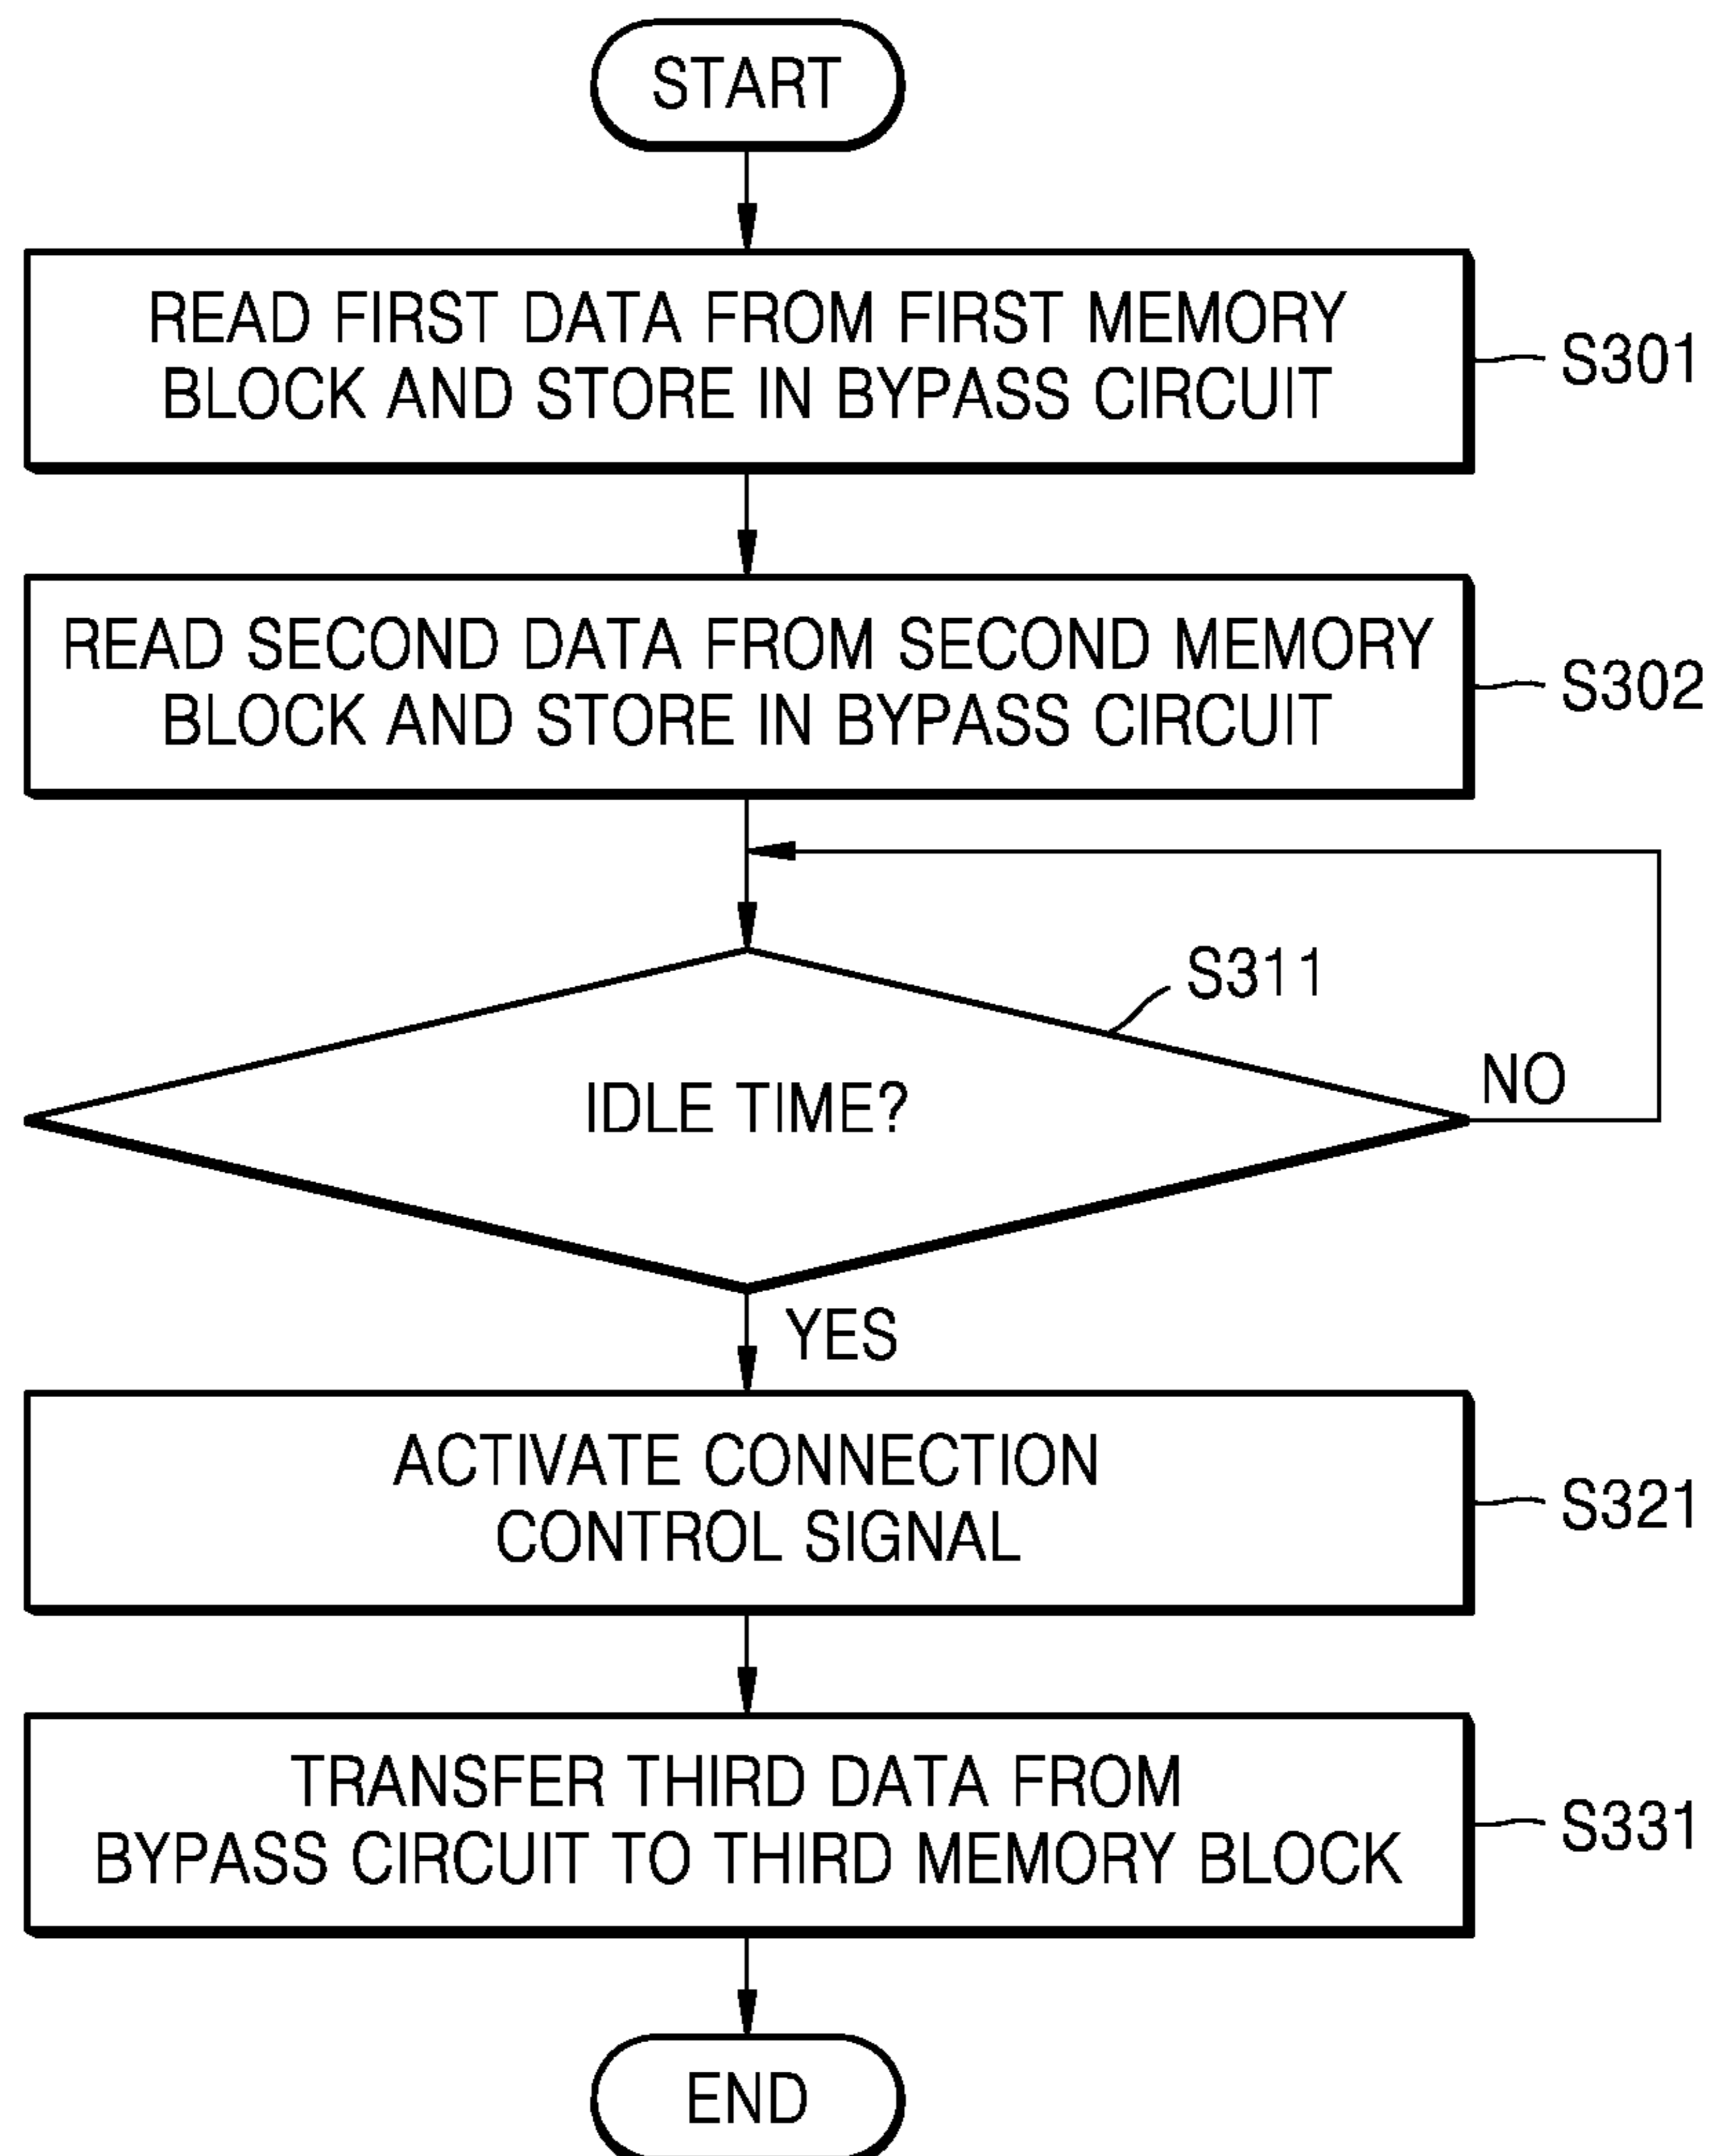 START
READ FIRST DATA FROM FIRST MEMORY
BLOCK AND STORE IN BYPASS CIRCUIT
S301
READ SECOND DATA FROM SECOND MEMORY
BLOCK AND STORE IN BYPASS CIRCUIT
S302
S311
IDLE TIME?
NO
YES
ACTIVATE CONNECTION
CONTROL SIGNAL
S321
TRANSFER THIRD DATA FROM
BYPASS CIRCUIT TO THIRD MEMORY BLOCK
S331
END